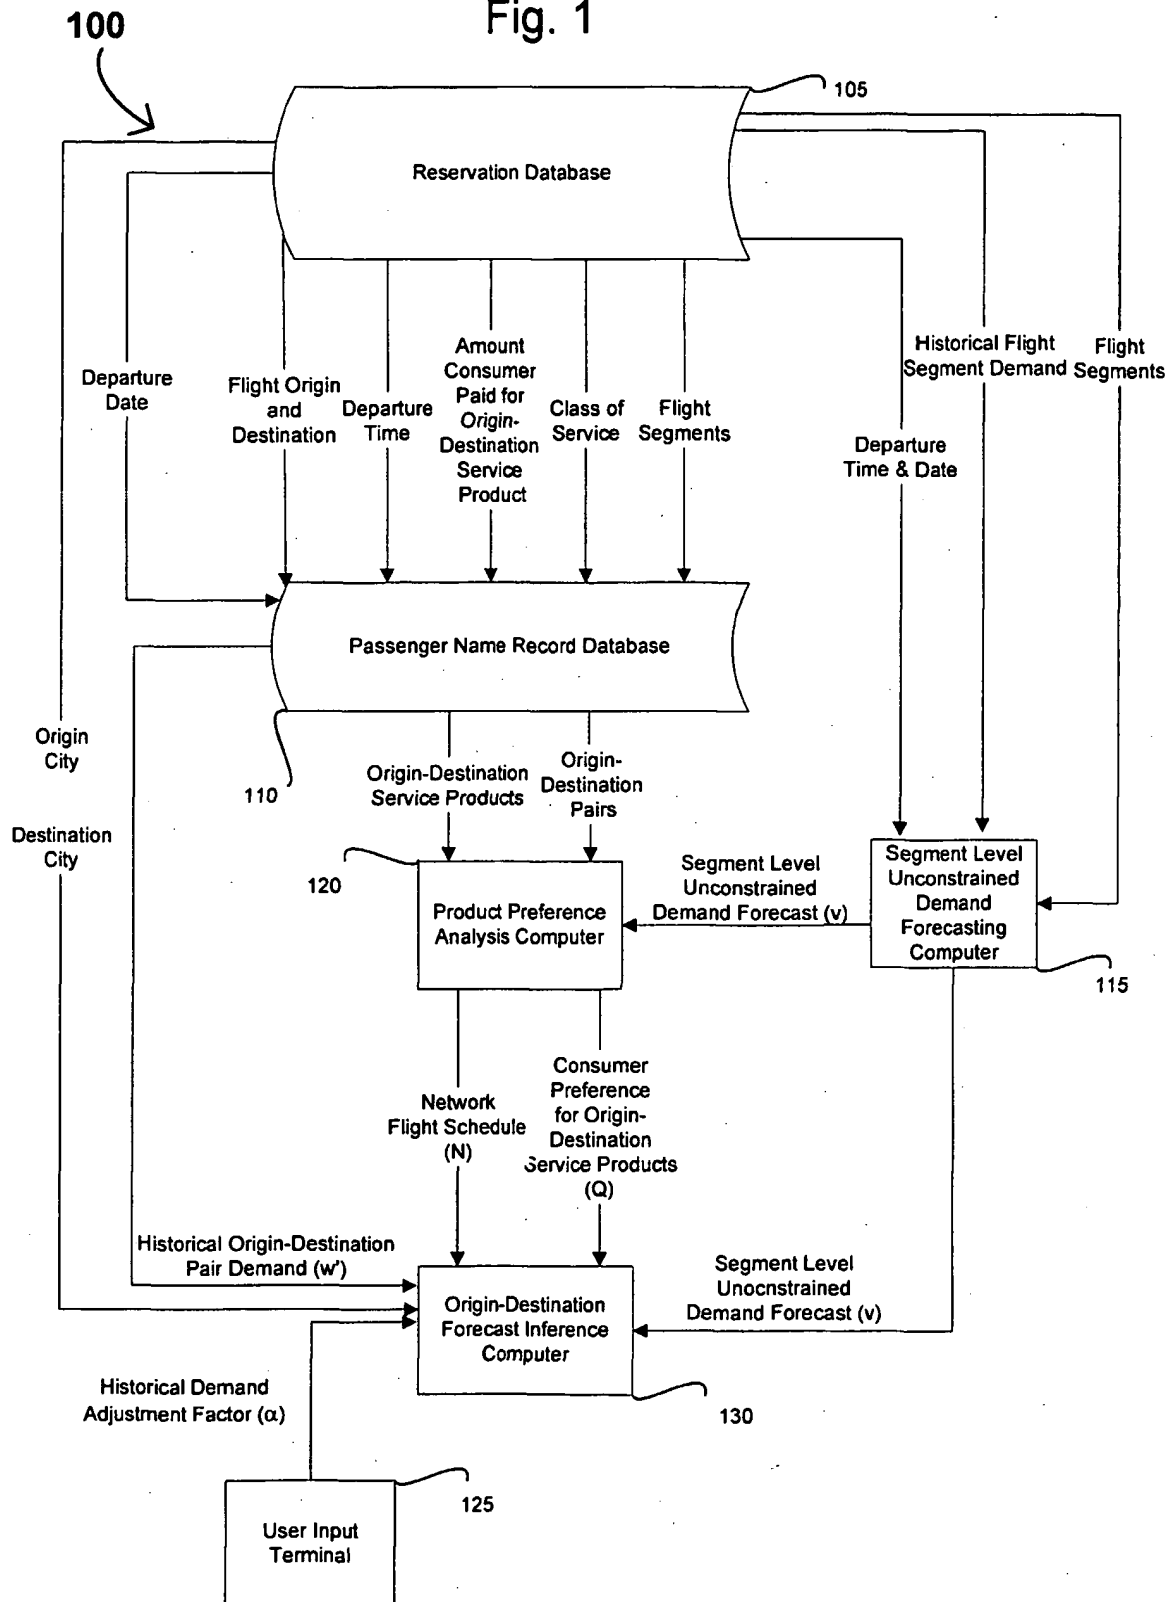 Fig. 1
100
105
Reservation Database
Departure
Date
Flight Origin
and
Destination
Departure
Time
Amount
Consumer
Paid for
Origin-
Destination
Service
Product
Class of
Service
Flight
Segments
Departure
Time & Date
Historical Flight
Segment Demand
Flight
Segments
Passenger Name Record Database
110
Origin
City
Destination
City
Origin-Destination
Service Products
Origin-
Destination
Pairs
120
Product Preference
Analysis Computer
Segment Level
Unconstrained
Demand Forecast (v)
Segment Level
Unconstrained
Demand
Forecasting
Computer
115
Network
Flight Schedule
(N)
Consumer
Preference
for Origin-
Destination
Service Products
(Q)
Historical Origin-Destination
Pair Demand (w')
Origin-Destination
Forecast Inference
Computer
Segment Level
Unocnstrained
Demand Forecast (v)
130
Historical Demand
Adjustment Factor (α)
125
User Input
Terminal